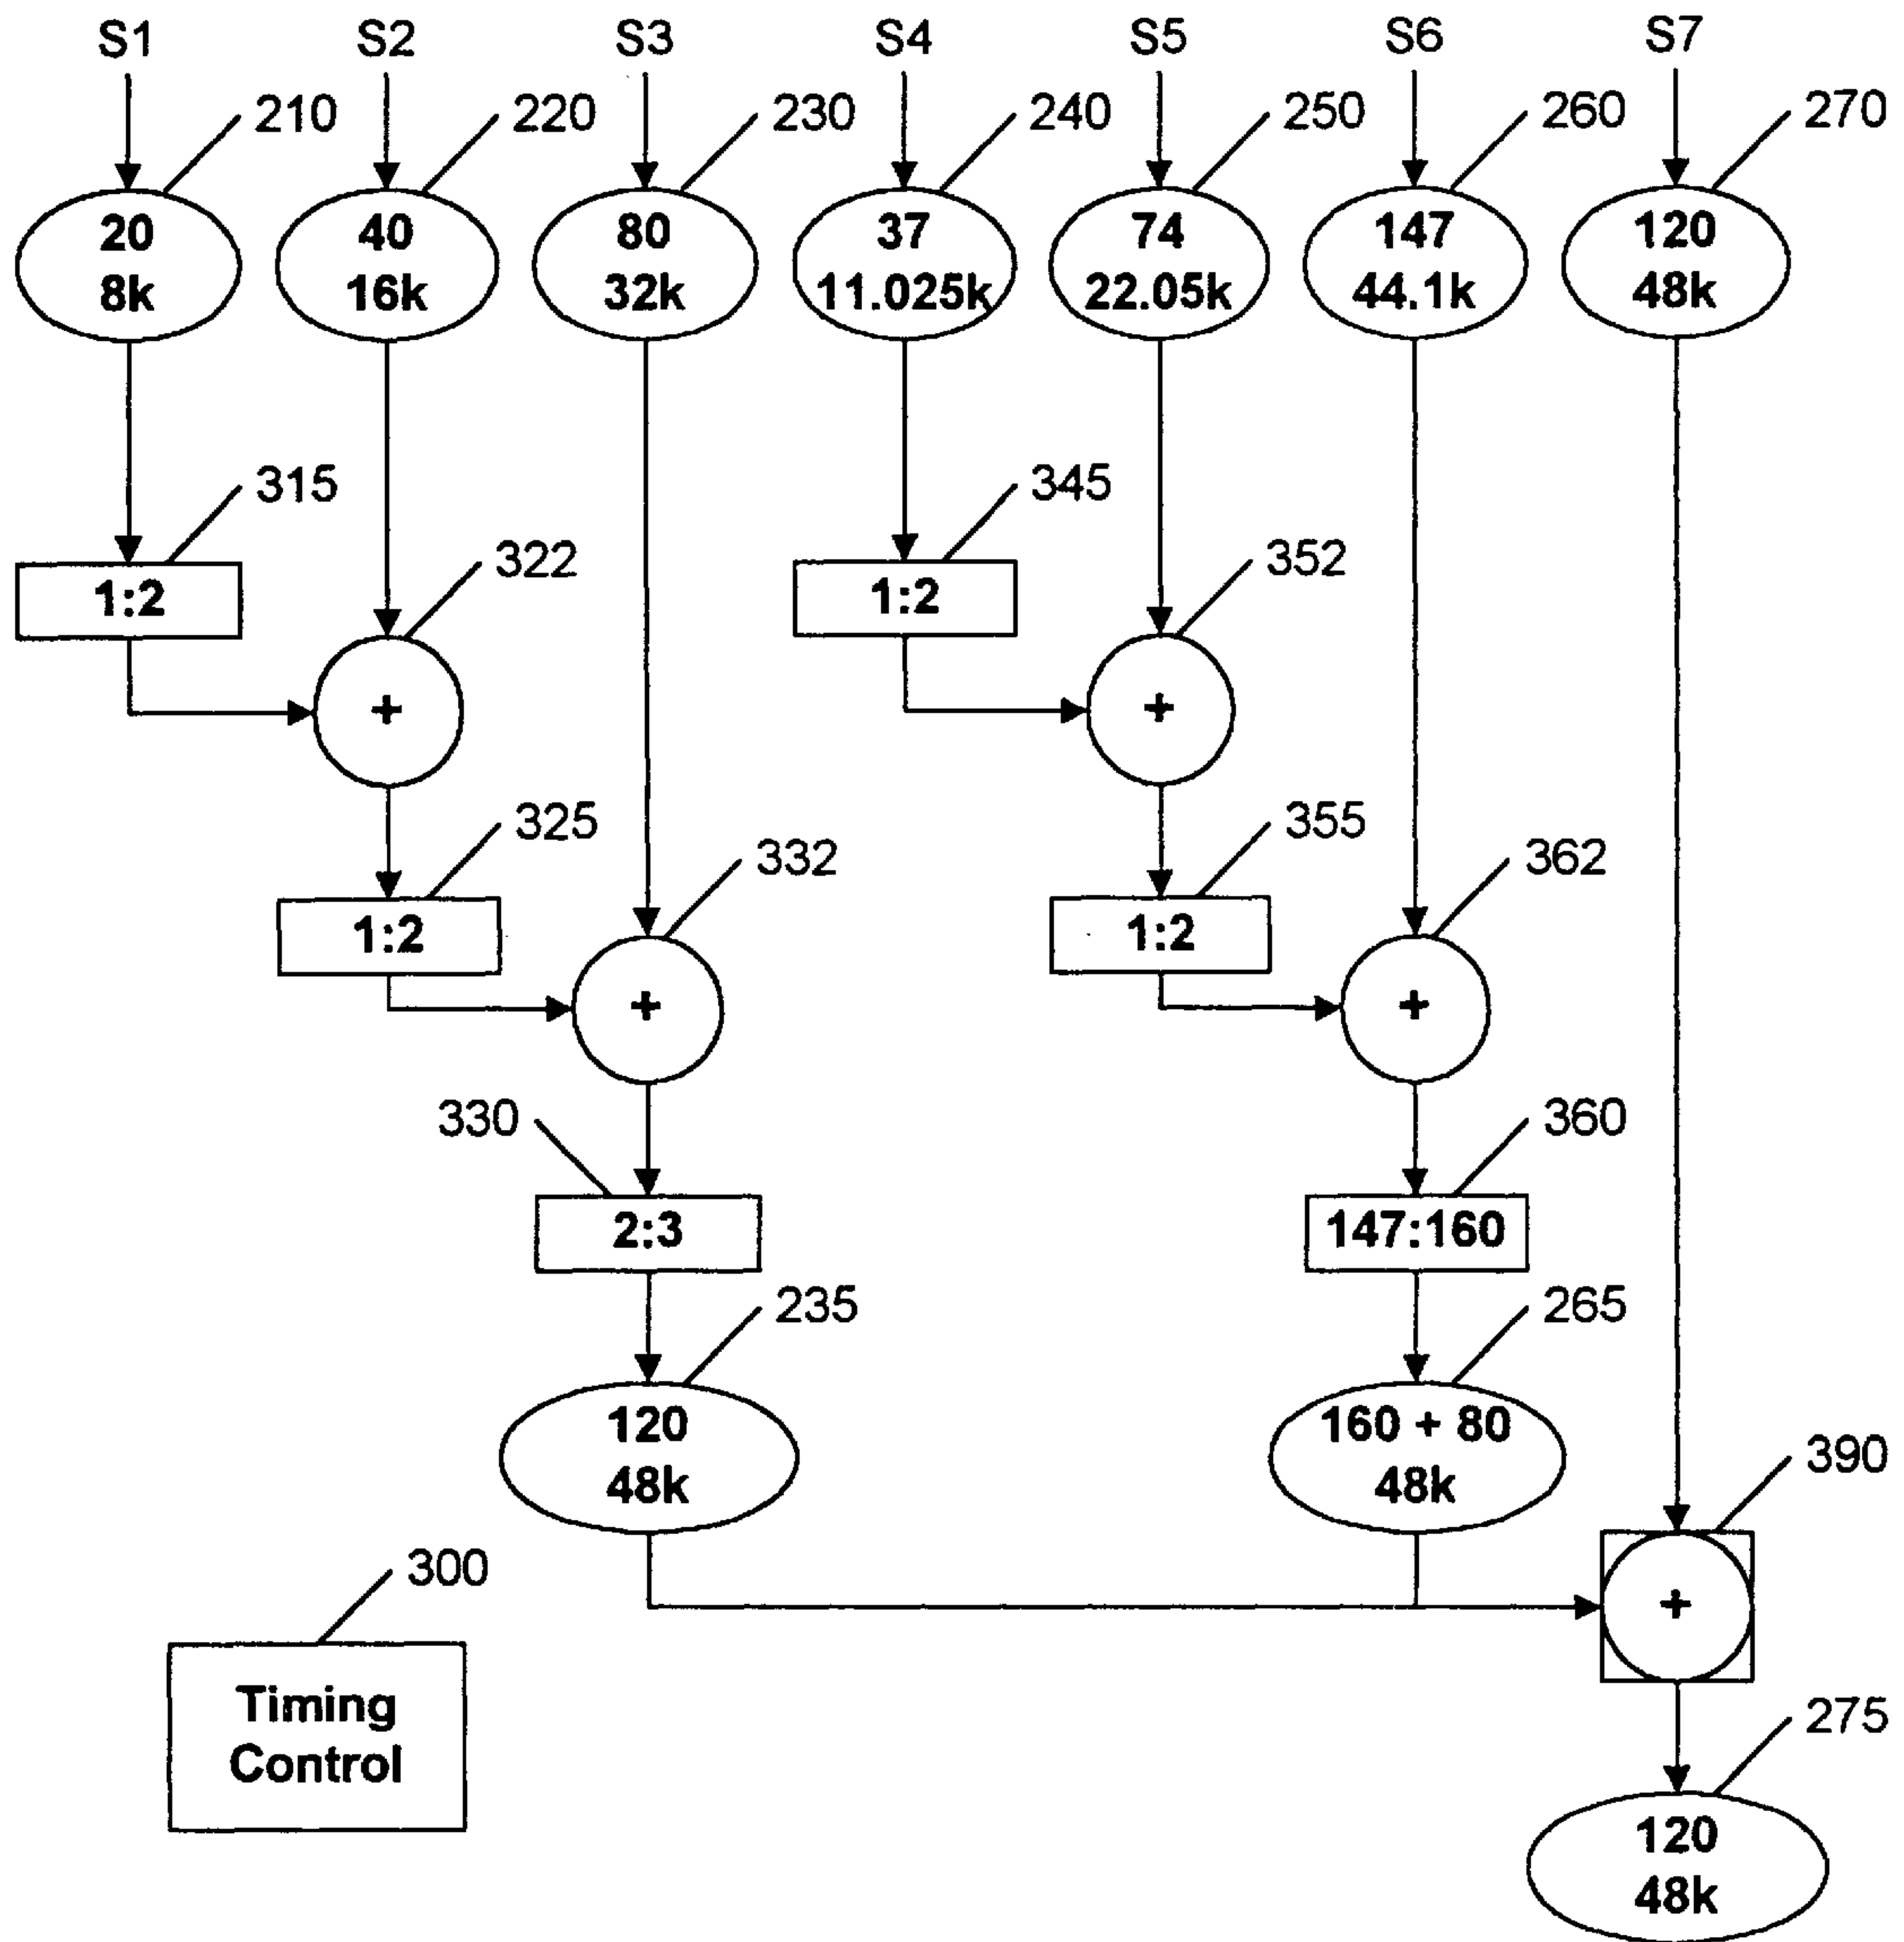 S1 S2 S3 S4 S5 S6 S7
210 220 230 240 250 260 270
20 40 80 37 74 147 120
8k 16k 32k 11.025k 22.05k 44.1k 48k
315 345
1:2 1:2
322 352
+ +
325 355
332 362
1:2 1:2
+ +
330 360
2:3 147:160
235 265
120 160 + 80
48k 48k
390
300
+
Timing
Control
275
120
48k